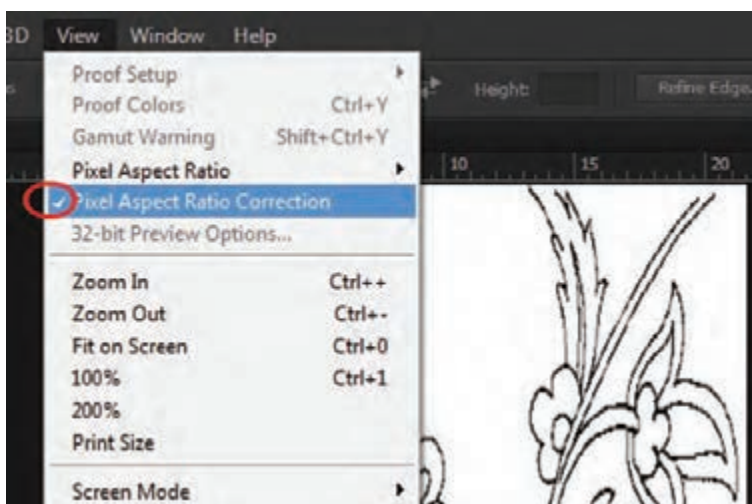 3D View Window Help
Height: Refine Edge
Proof Setup
Proof Colors Ctrl+Y
Gamut Warning Shift+Ctrl+Y
Pixel Aspect Ratio
10 15 20
Pixel Aspect Ratio Correction
32-bit Preview Options...
Zoom In Ctrl++
Zoom Out Ctrl+-
Fit on Screen Ctrl+0
100% Ctrl+1
200%
Print Size
Screen Mode